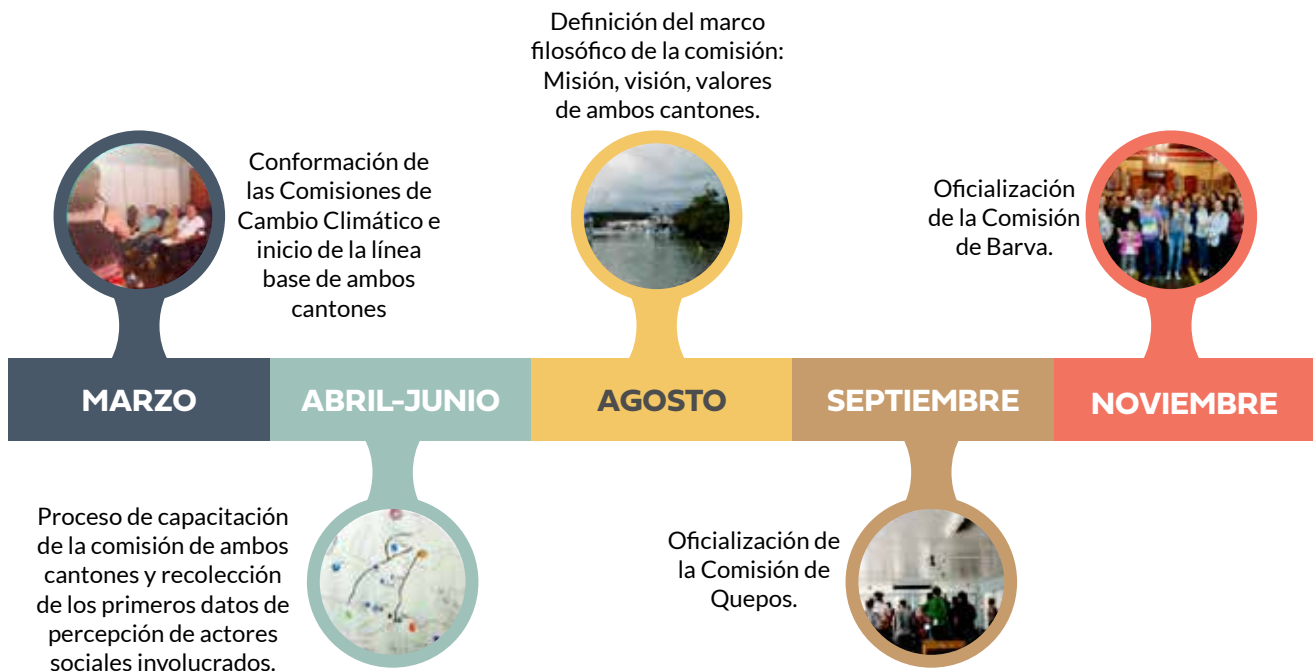 Definición del marco
filosófico de la comisión:
Misión, visión, valores
de ambos cantones.
Conformación de
las Comisiones de
Cambio Climático e
inicio de la línea
base de ambos
cantones
Oficialización
de la Comisión
de Barva.
MARZO
ABRIL-JUNIO
AGOSTO
SEPTIEMBRE
NOVIEMBRE
Proceso de capacitación
de la comisión de ambos
cantones y recolección
de los primeros datos de
percepción de actores
sociales involucrados.
Oficialización de
la Comisión de
Quepos.